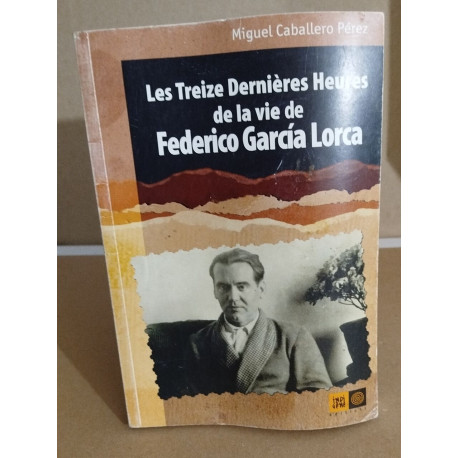 Miguel Caballero Pérez
Les Treize Dernières Heures
de la vie de
Federico García Lorca